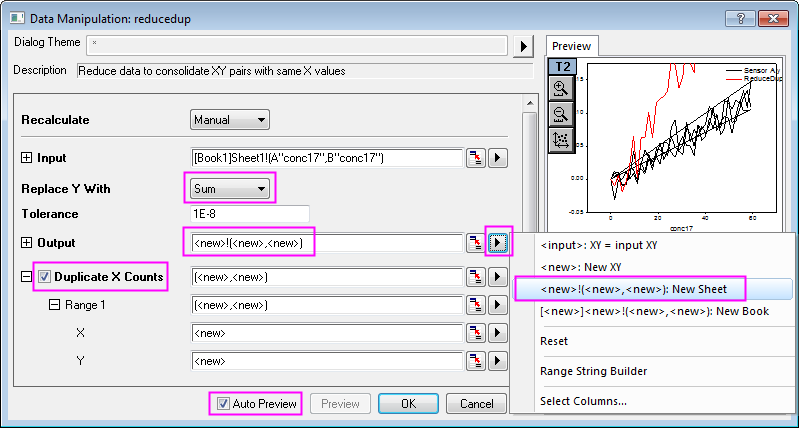 Data Manipulation: reducedup
Dialog Theme *
Description Reduce data to consolidate XY pairs with same X values
Recalculate Manual
Input [Book1]Sheet1!(A"conc17",B"conc17")
Replace Y With Sum
Tolerance 1E-8
Output <new>!(<new>,<new>)
Duplicate X Counts (<new>,<new>)
Range 1 (<new>,<new>)
X <new>
Y <new>
Auto Preview Preview OK Cancel
Preview
T2
Sensor A.y
ReduceDup
1.5
1.0
0.5
0.0
-0.5
0 20 40 60
conc17
<input>: XY = input XY
<new>: New XY
<new>!(<new>,<new>): New Sheet
[<new>]<new>!(<new>,<new>): New Book
Reset
Range String Builder
Select Columns...